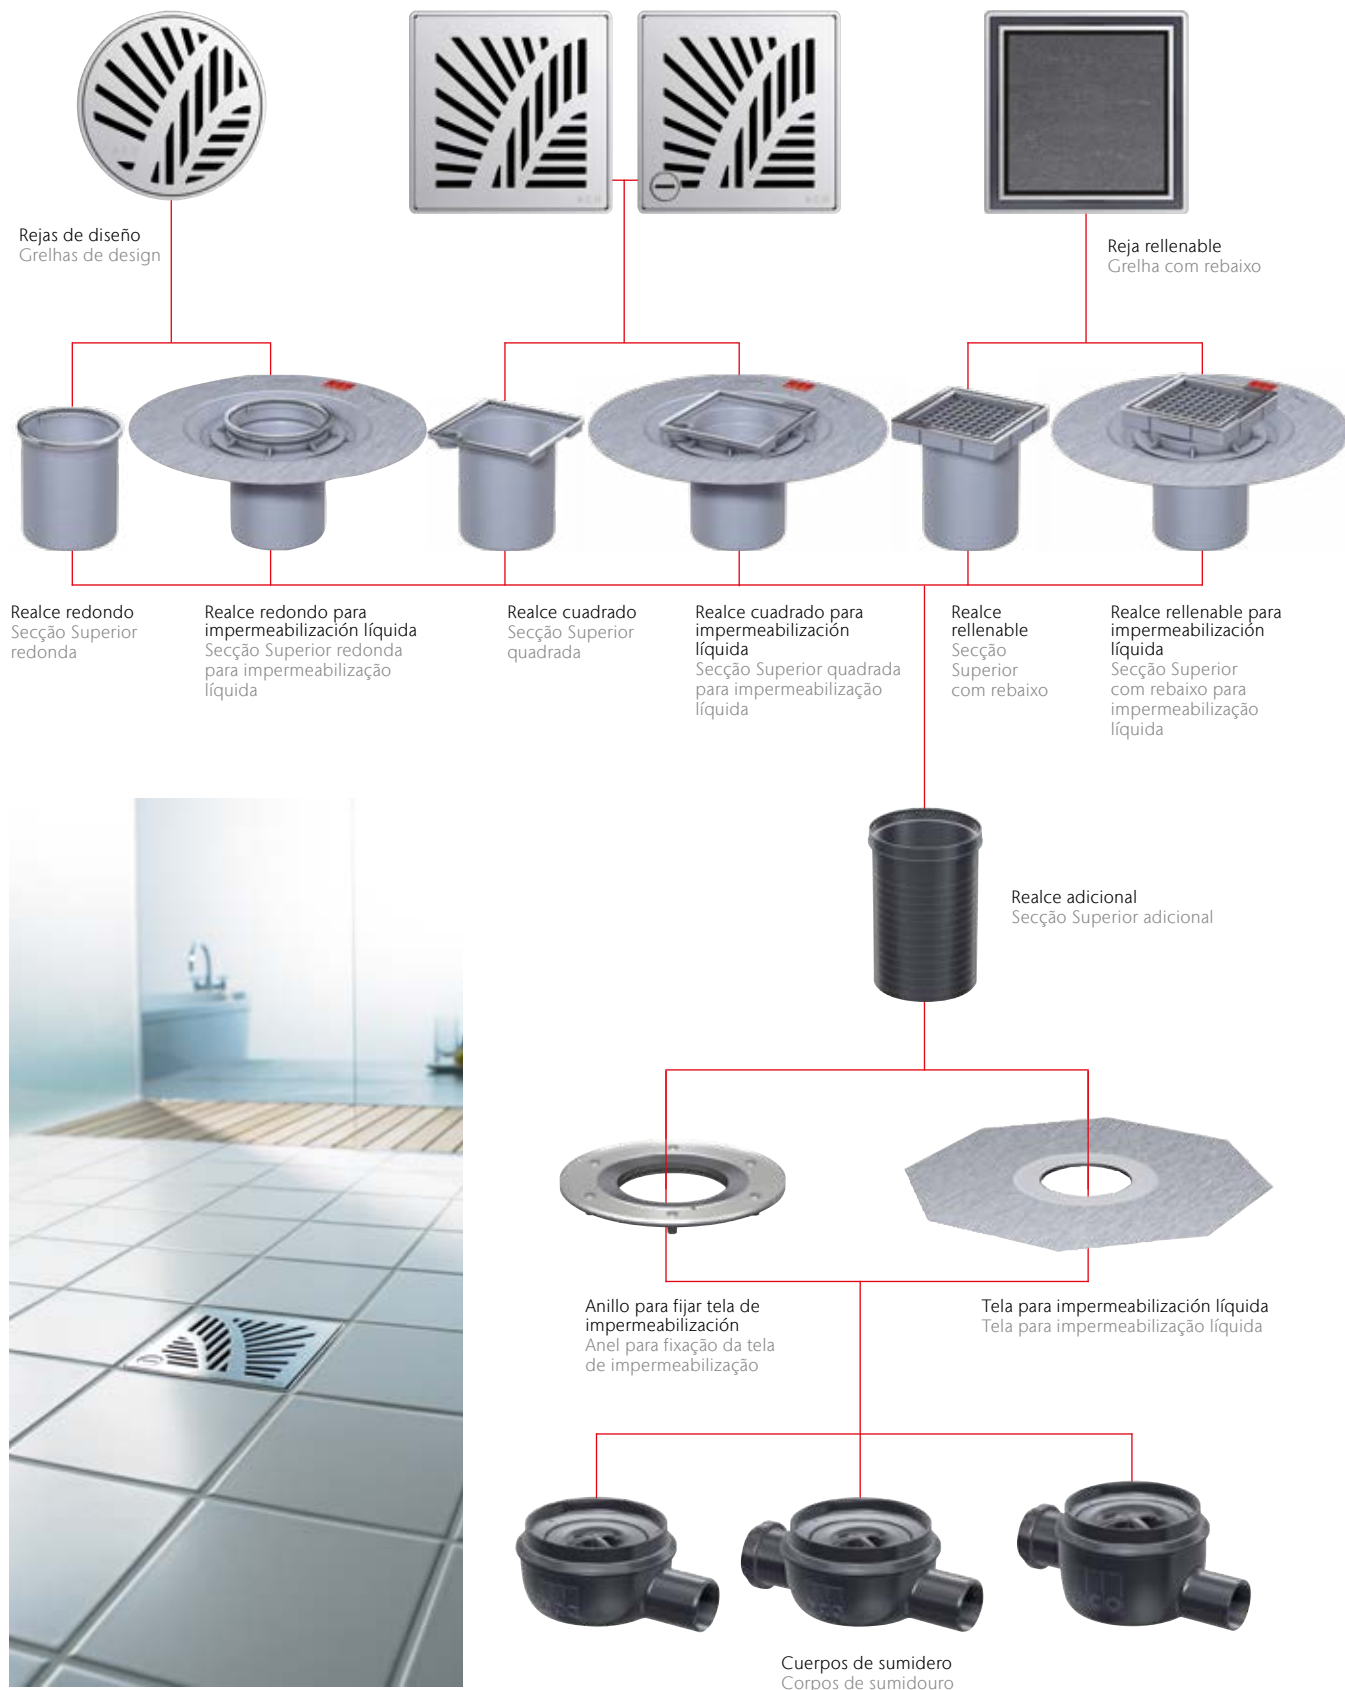 ACO
ACO
Rejas de diseño
Grelhas de design
Reja rellenable
Grelha com rebaixo
Realce redondo
Secção Superior
redonda
Realce redondo para
impermeabilización líquida
Secção Superior redonda
para impermeabilização
líquida
Realce cuadrado
Secção Superior
quadrada
Realce cuadrado para
impermeabilización
líquida
Secção Superior quadrada
para impermeabilização
líquida
Realce
rellenable
Secção
Superior
com rebaixo
Realce rellenable para
impermeabilización
líquida
Secção Superior
com rebaixo para
impermeabilização
líquida
Realce adicional
Secção Superior adicional
Anillo para fijar tela de
impermeabilización
Anel para fixação da tela
de impermeabilização
Tela para impermeabilización líquida
Tela para impermeabilização líquida
ACO
Cuerpos de sumidero
Corpos de sumidouro